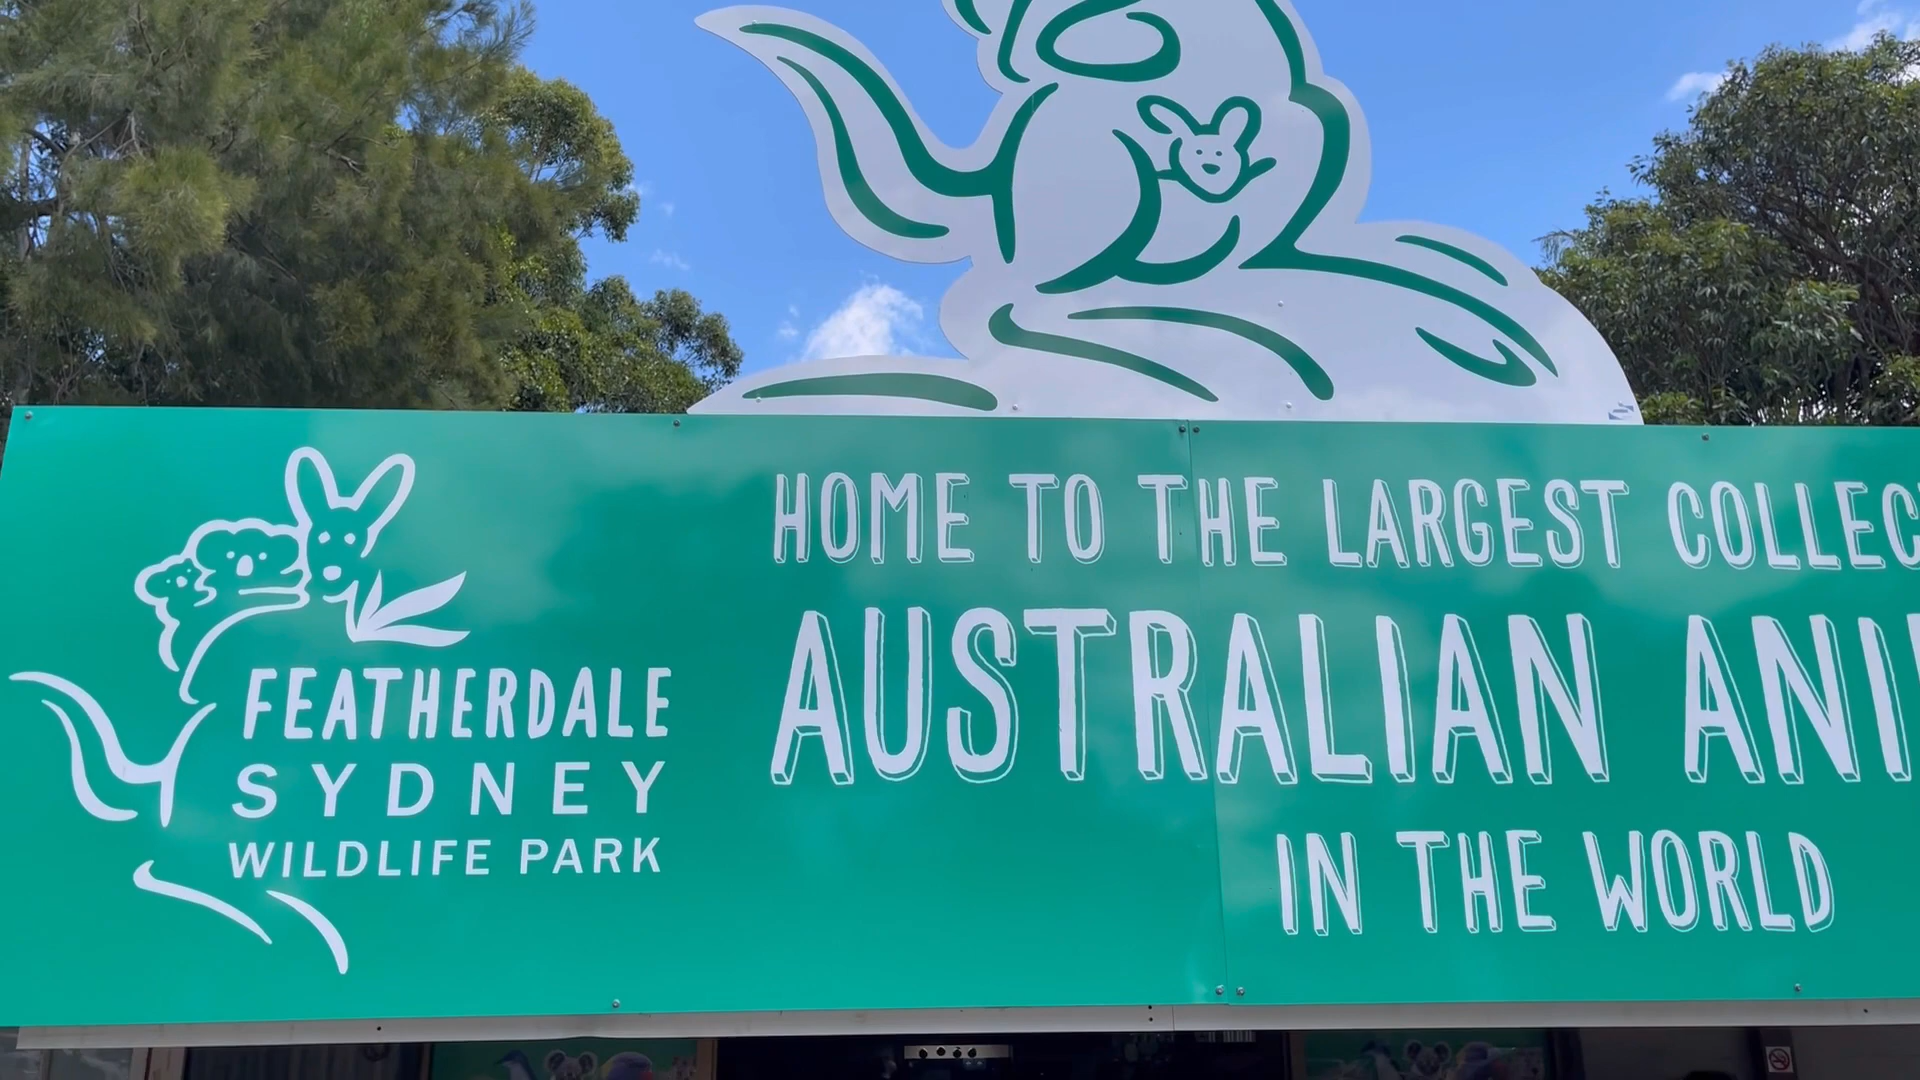 HOME TO THE LARGEST COLLEC
AUSTRALIAN ANI
IN THE WORLD
FEATHERDALE
SYDNEY
WILDLIFE PARK